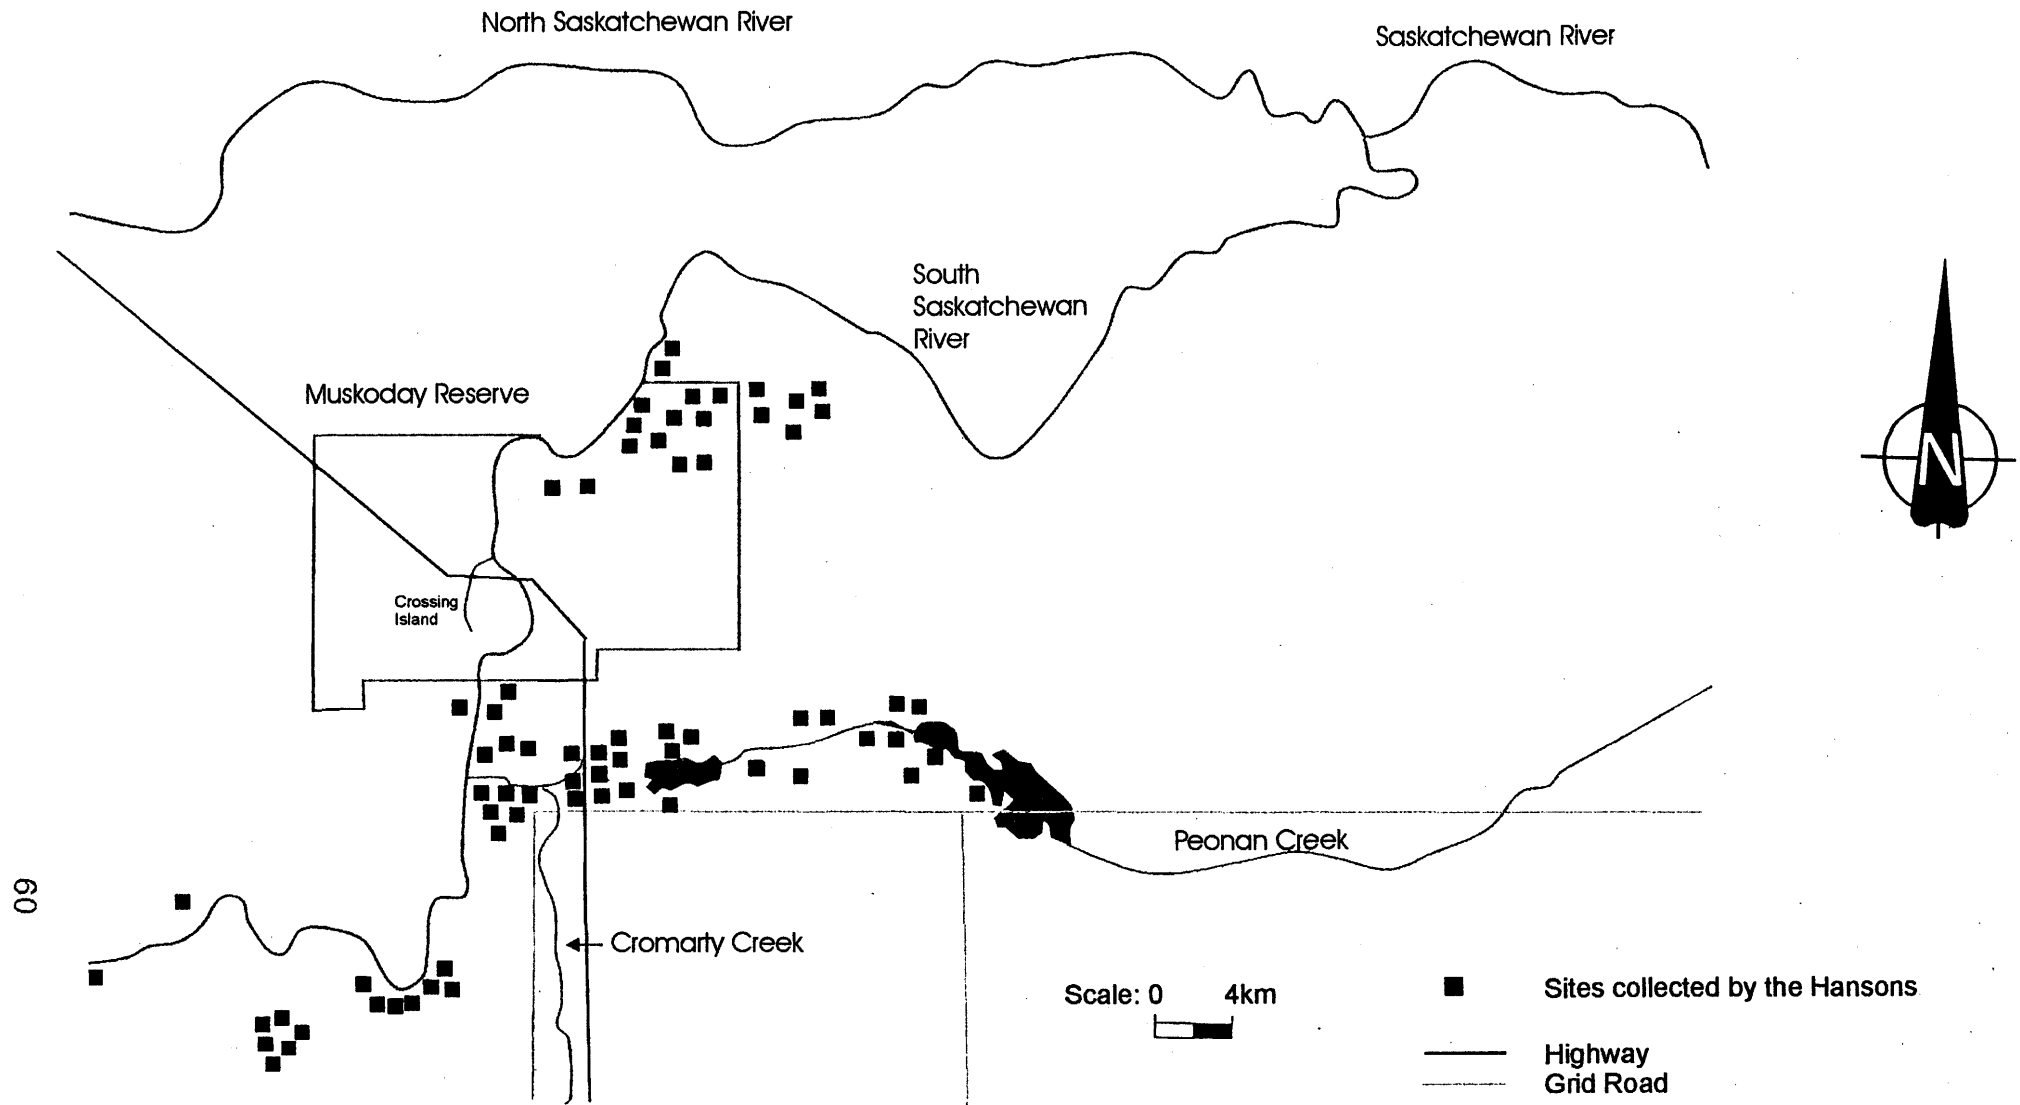 North Saskatchewan River
Saskatchewan River
South
Saskatchewan
River
Muskoday Reserve
N
Crossing
Island
Peonan Creek
60
Cromarty Creek
Scale: 0 4km
Sites collected by the Hansons
Highway
Grid Road